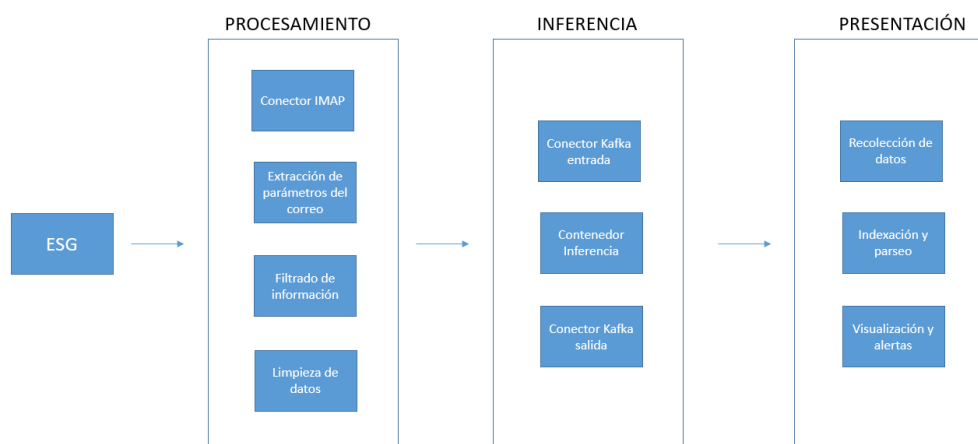 PROCESAMIENTO
INFERENCIA
PRESENTACIÓN
ESG
Conector IMAP
Extracción de
parámetros del
correo
Filtrado de
información
Limpieza de
datos
Conector Kafka
entrada
Contenedor
Inferencia
Conector Kafka
salida
Recolección de
datos
Indexación y
parseo
Visualización y
alertas